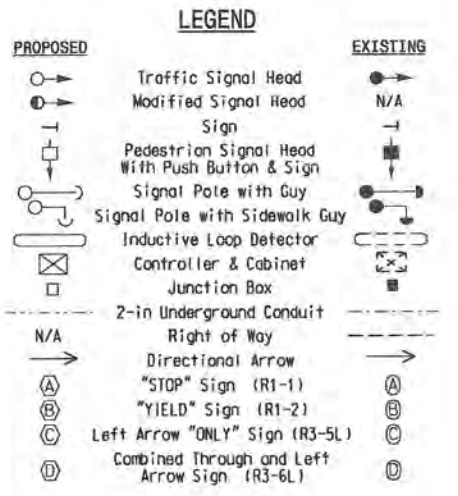 LEGEND
PROPOSED EXISTING
Traffic Signal Head
Modified Signal Head N/A
Sign
Pedestrian Signal Head
With Push Button & Sign
Signal Pole with Guy
Signal Pole with Sidewalk Guy
Inductive Loop Detector
Controller & Cabinet
Junction Box
2-in Underground Conduit
N/A Right of Way
Directional Arrow
A "STOP" Sign (R1-1) A
B "YIELD" Sign (R1-2) B
C Left Arrow "ONLY" Sign (R3-5L) C
D Combined Through and Left D
Arrow Sign (R3-6L)